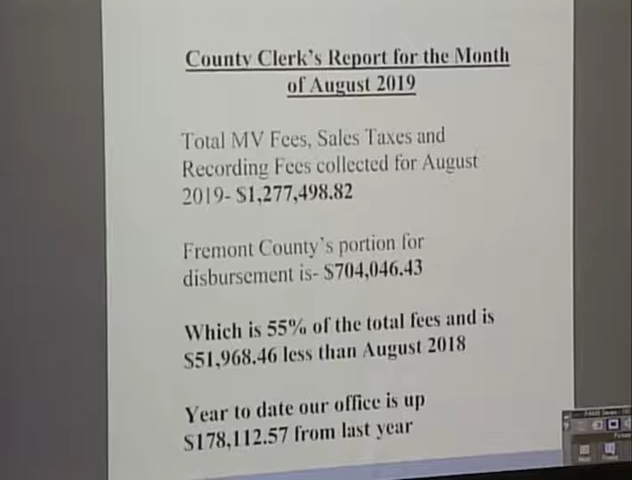 County Clerk's Report for the Month
of August 2019
Total MV Fees, Sales Taxes and
Recording Fees collected for August
2019- $1,277,498.82
Fremont County's portion for
disbursement is- $704,046.43
Which is 55% of the total fees and is
$51,968.46 less than August 2018
Year to date our office is up
$178,112.57 from last year